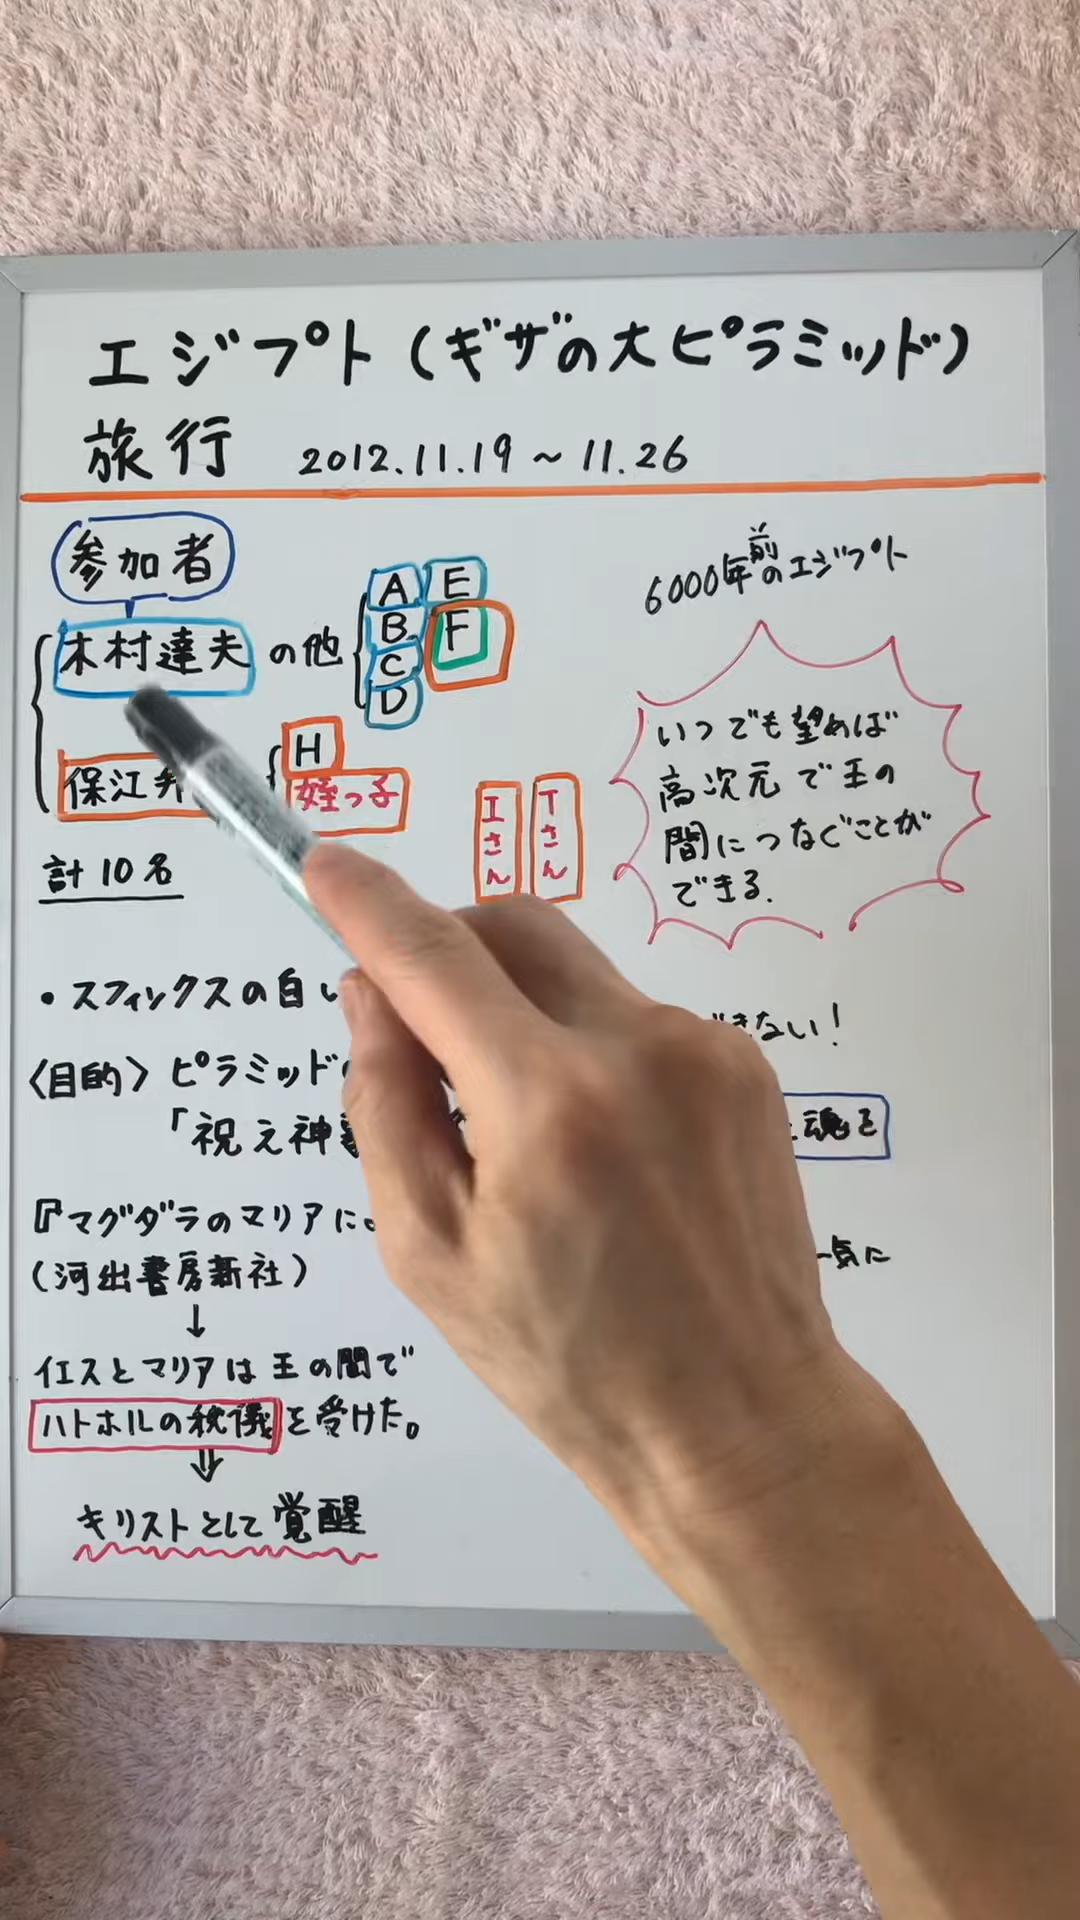 エジプト(ギザの大ピラミッド)
旅行 2012.11.19~11.26
参加者
木村達夫の他
A E
B F
C
D
保江
H
姪っ子
Iさん
Tさん
計10名
6000年前のエジプト
いつでも望めば
高次元で王の
間につなぐことが
できる.
・スフィンクスの
きない!
〈目的〉ピラミッド
「祝え神
魂を
『マグダラのマリアに
(河出書房新社)
一気に
↓
イエスとマリアは王の間で
ハトホルの秘儀を受けた。
⇓
キリストとして覚醒